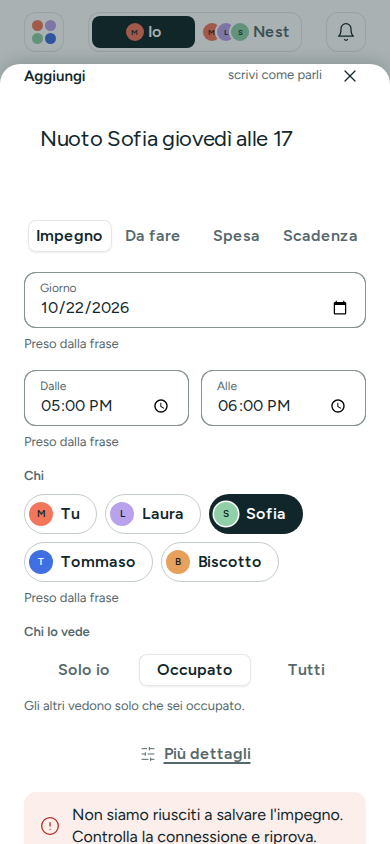 M Io
M L S Nest
Aggiungi
scrivi come parli
Nuoto Sofia giovedì alle 17
Impegno Da fare Spesa Scadenza
Giorno
10/22/2026
Preso dalla frase
Dalle Alle
05:00 PM 06:00 PM
Preso dalla frase
Chi
M Tu L Laura S Sofia
T Tommaso B Biscotto
Preso dalla frase
Chi lo vede
Solo io Occupato Tutti
Gli altri vedono solo che sei occupato.
Più dettagli
Non siamo riusciti a salvare l'impegno.
Controlla la connessione e riprova.